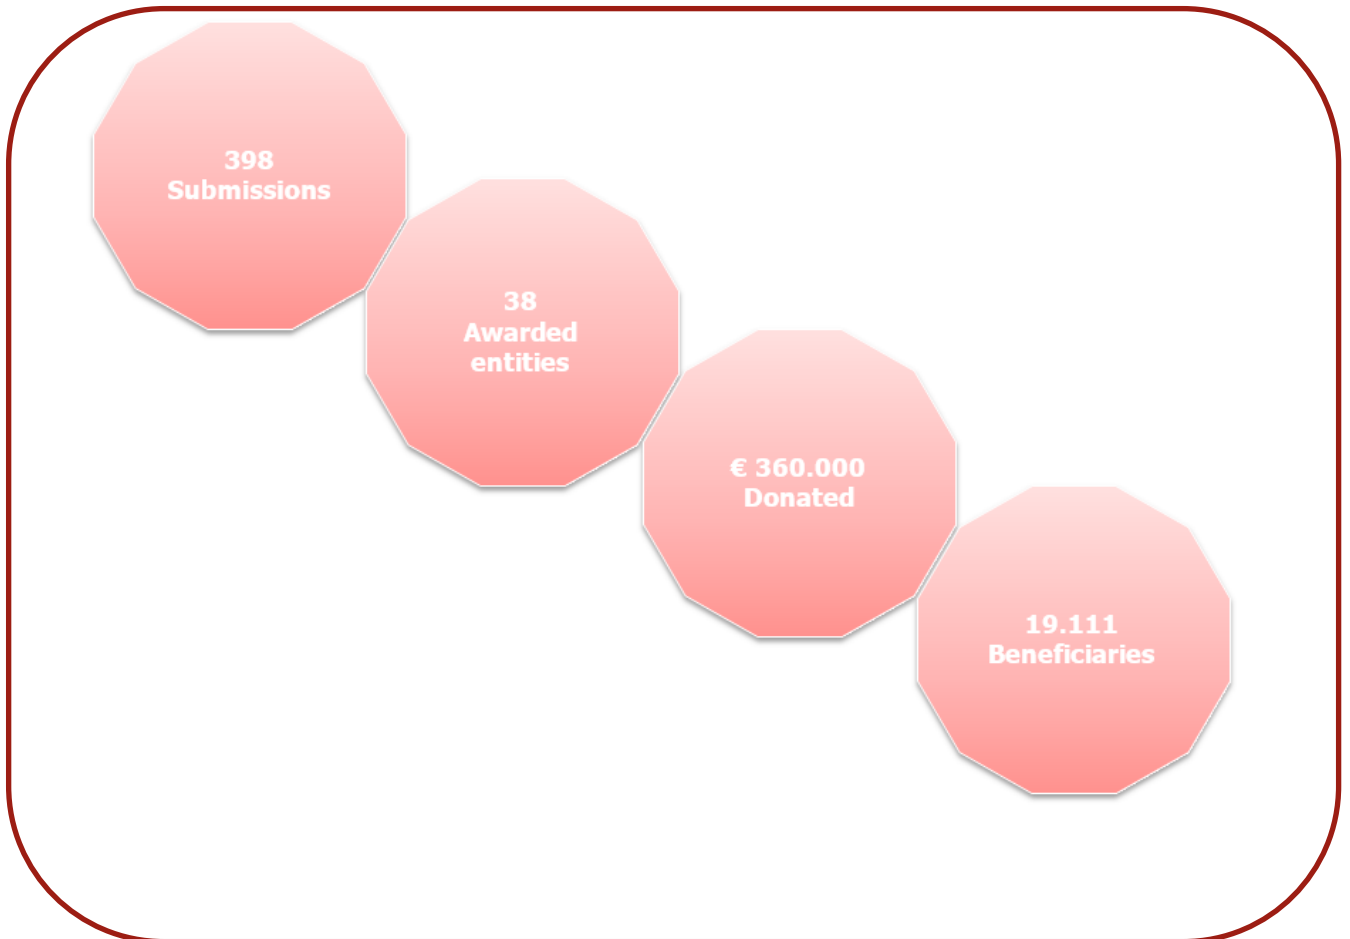 398
Submissions
38
Awarded
entities
€ 360.000
Donated
19.111
Beneficiaries